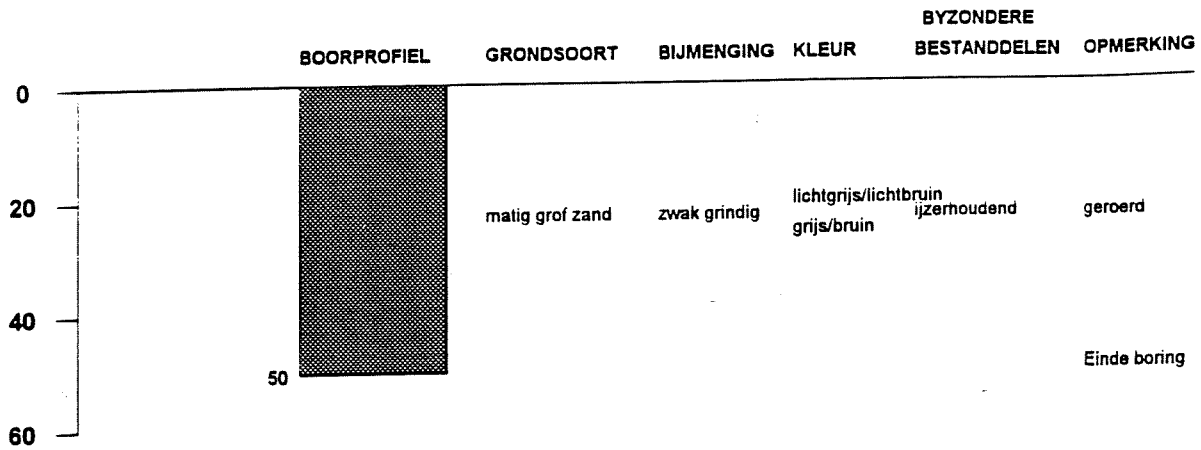 BYZONDERE
BOORPROFIEL GRONDSOORT BIJMENGING KLEUR BESTANDDELEN OPMERKING
0
20 matig grof zand zwak grindig lichtgrijs/lichtbruin ijzerhoudend geroerd
grijs/bruin
40
50 Einde boring
60